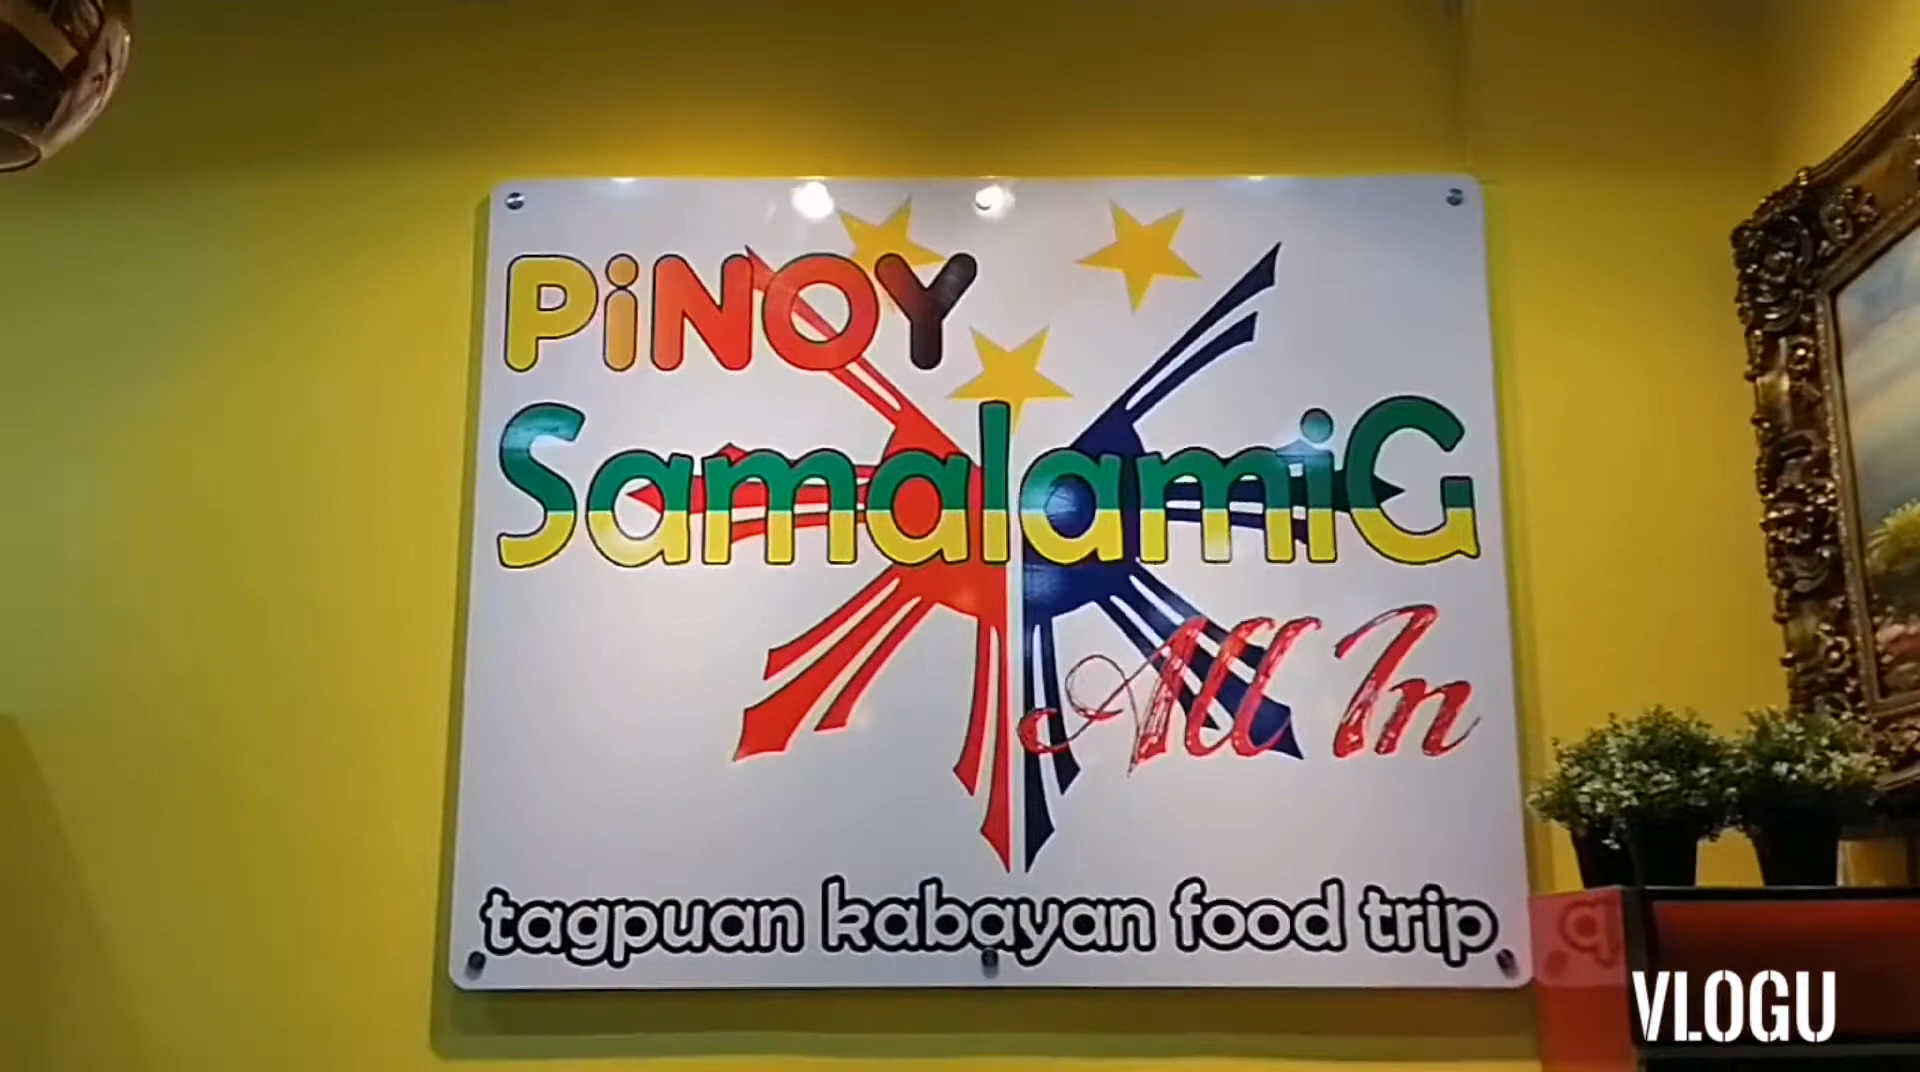 PiNOY
SamalamiG
All In
tagpuan kabayan food trip
VLOGU